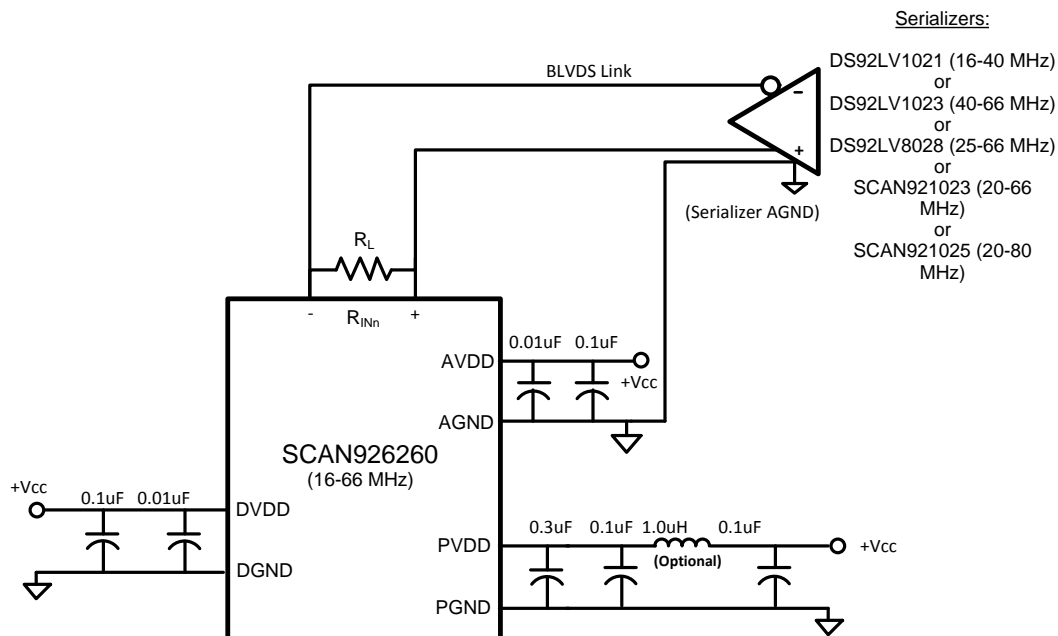 Serializers:
DS92LV1021 (16-40 MHz)
or
DS92LV1023 (40-66 MHz)
or
DS92LV8028 (25-66 MHz)
or
SCAN921023 (20-66
MHz)
or
SCAN921025 (20-80
MHz)
BLVDS Link
-
+
(Serializer AGND)
RL
- RINn +
AVDD
0.01uF 0.1uF
+Vcc
AGND
SCAN926260
(16-66 MHz)
+Vcc
0.1uF 0.01uF
DVDD
DGND
PVDD
0.3uF 0.1uF 1.0uH 0.1uF
(Optional)
+Vcc
PGND